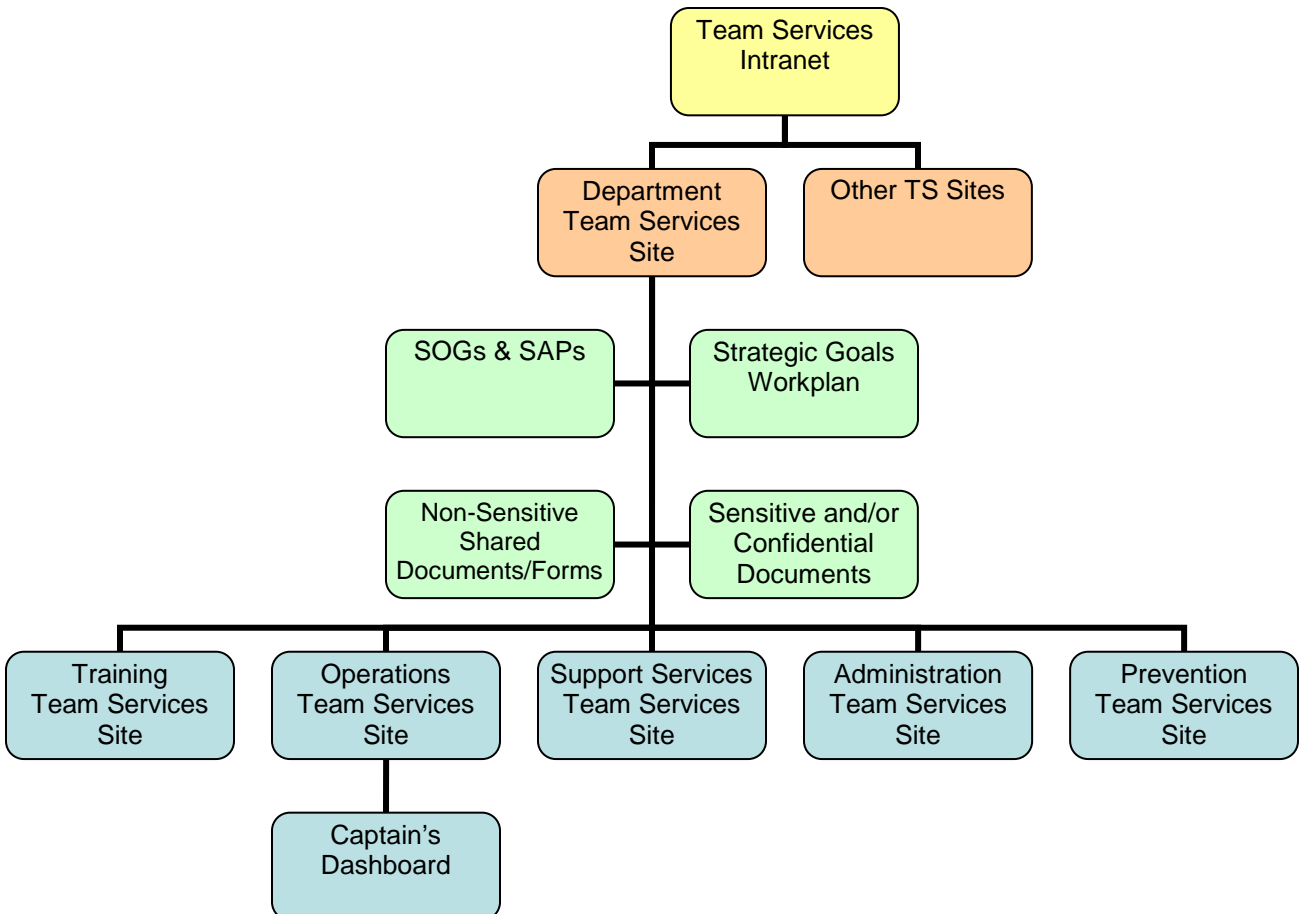 Team Services
Intranet
Department
Team Services
Site
Other TS Sites
SOGs & SAPs
Strategic Goals
Workplan
Non-Sensitive
Shared
Documents/Forms
Sensitive and/or
Confidential
Documents
Training
Team Services
Site
Operations
Team Services
Site
Support Services
Team Services
Site
Administration
Team Services
Site
Prevention
Team Services
Site
Captain’s
Dashboard